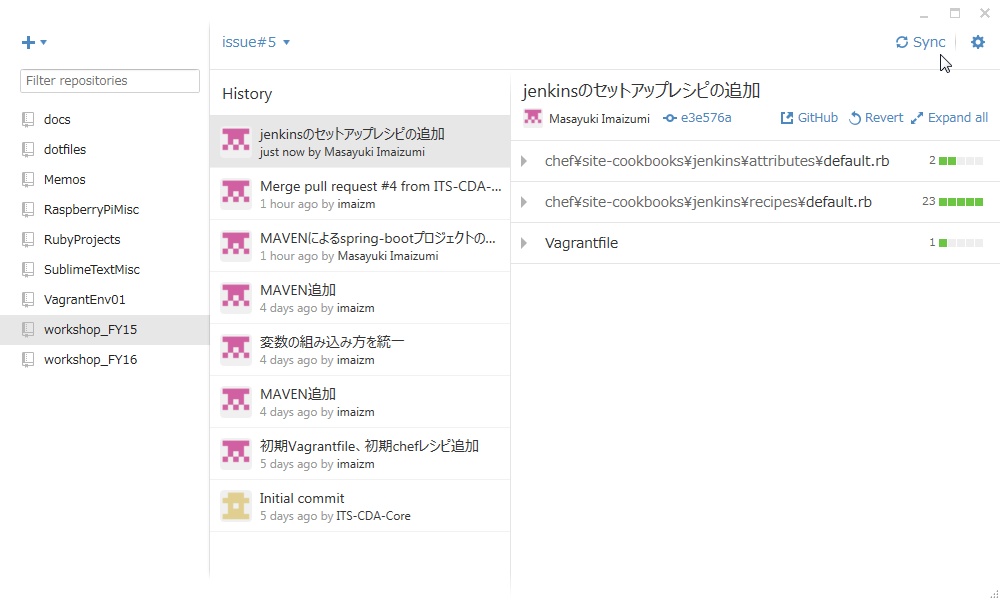 issue#5
Sync
Filter repositories
docs
dotfiles
Memos
RaspberryPiMisc
RubyProjects
SublimeTextMisc
VagrantEnv01
workshop_FY15
workshop_FY16
History
jenkinsのセットアップレシピの追加
just now by Masayuki Imaizumi
Merge pull request #4 from ITS-CDA-...
1 hour ago by imaizm
MAVENによるspring-bootプロジェクトの...
1 hour ago by Masayuki Imaizumi
MAVEN追加
4 days ago by imaizm
変数の組み込み方を統一
4 days ago by imaizm
MAVEN追加
4 days ago by imaizm
初期Vagrantfile、初期chefレシピ追加
5 days ago by imaizm
Initial commit
5 days ago by ITS-CDA-Core
jenkinsのセットアップレシピの追加
Masayuki Imaizumi e3e576a GitHub Revert Expand all
chef¥site-cookbooks¥jenkins¥attributes¥default.rb 2
chef¥site-cookbooks¥jenkins¥recipes¥default.rb 23
Vagrantfile 1